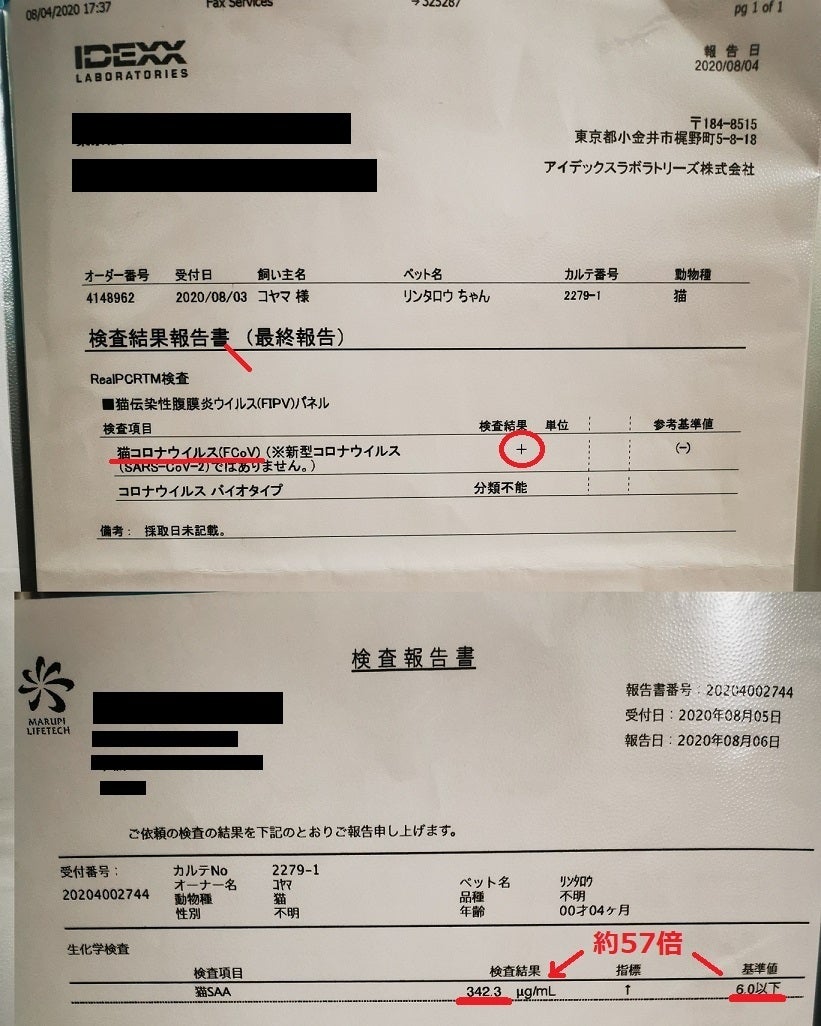 08/04/2020 17:37 Fax Services →325287 pg 1 of 1
IDEXX
LABORATORIES
報告日
2020/08/04
〒184-8515
東京都小金井市梶野町5-8-18
アイデックスラボラトリーズ株式会社
オーダー番号 受付日 飼い主名 ペット名 カルテ番号 動物種
4148962 2020/08/03 コヤマ 様 リンタロウ ちゃん 2279-1 猫
検査結果報告書 (最終報告)
RealPCRTM検査
■猫伝染性腹膜炎ウイルス(FIPV)パネル
検査項目 検査結果 単位 参考基準値
猫コロナウイルス(FCoV) (※新型コロナウイルス + (-)
(SARS-CoV-2)ではありません。)
コロナウイルス バイオタイプ 分類不能
備考: 採取日未記載。
検査報告書
MARUPI
LIFETECH
報告書番号:20204002744
受付日:2020年08月05日
報告日:2020年08月06日
ご依頼の検査の結果を下記のとおりご報告申し上げます。
受付番号: カルテNo 2279-1
20204002744 オーナー名 コヤマ ペット名 リンタロウ
動物種 猫 品種 不明
性別 不明 年齢 00才04ケ月
生化学検査 約57倍
検査項目 検査結果 指標 基準値
猫SAA 342.3 μg/mL ↑ 6.0以下